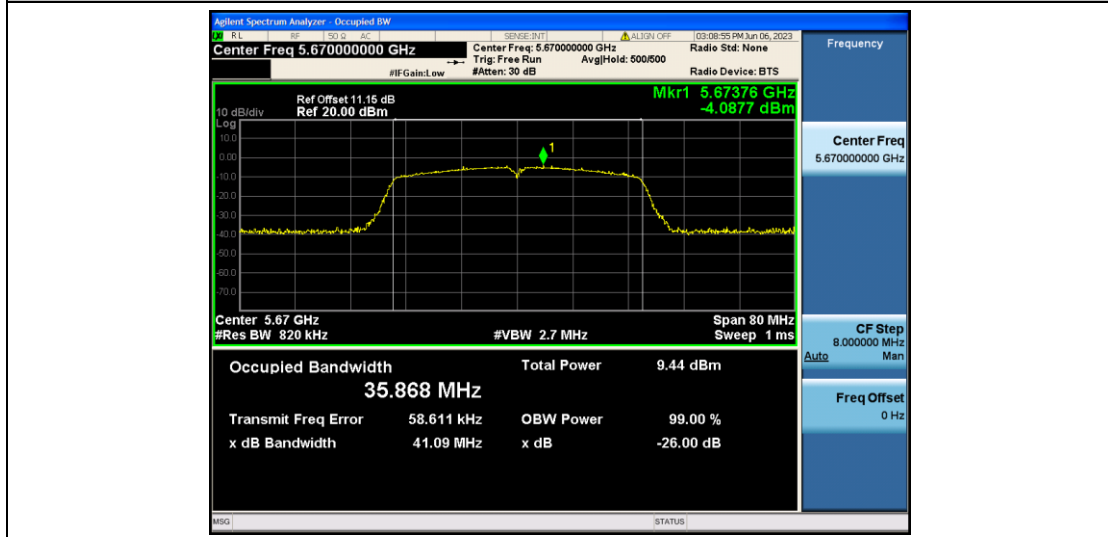 Agilent Spectrum Analyzer - Occupied BW
RL RF 50 Ω AC SENSE:INT ALIGN OFF 03:08:55 PM Jun 06, 2023
Center Freq 5.670000000 GHz Center Freq: 5.670000000 GHz Radio Std: None
Trig: Free Run Avg|Hold: 500/500
#IFGain:Low #Atten: 30 dB Radio Device: BTS
Frequency
Mkr1 5.67376 GHz
-4.0877 dBm
Ref Offset 11.15 dB
10 dB/div Ref 20.00 dBm
Log
10.0
0.00
-10.0
-20.0
-30.0
-40.0
-50.0
-60.0
-70.0
1
Center Freq
5.670000000 GHz
Center 5.67 GHz Span 80 MHz
#Res BW 820 kHz #VBW 2.7 MHz Sweep 1 ms
CF Step
8.000000 MHz
Auto Man
Occupied Bandwidth Total Power 9.44 dBm
35.868 MHz
Transmit Freq Error 58.611 kHz OBW Power 99.00 %
x dB Bandwidth 41.09 MHz x dB -26.00 dB
Freq Offset
0 Hz
MSG STATUS